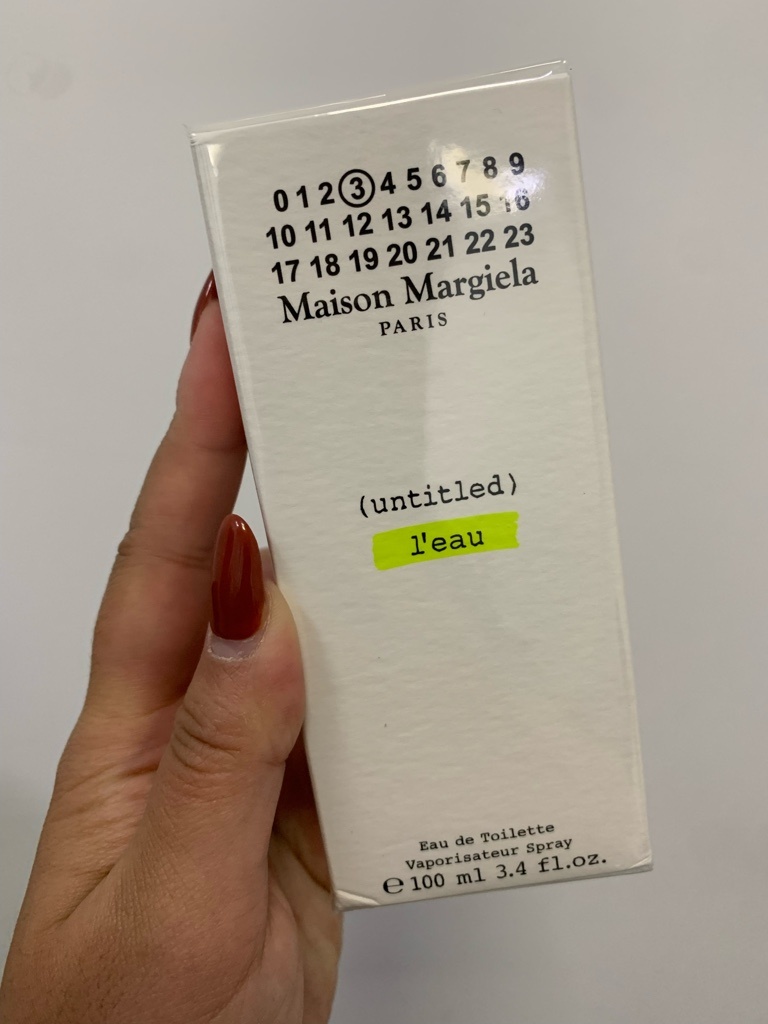 0 1 2 3 4 5 6 7 8 9
10 11 12 13 14 15 16
17 18 19 20 21 22 23
Maison Margiela
PARIS
(untitled)
l'eau
Eau de Toilette
Vaporisateur Spray
℮ 100 ml 3.4 fl.oz.